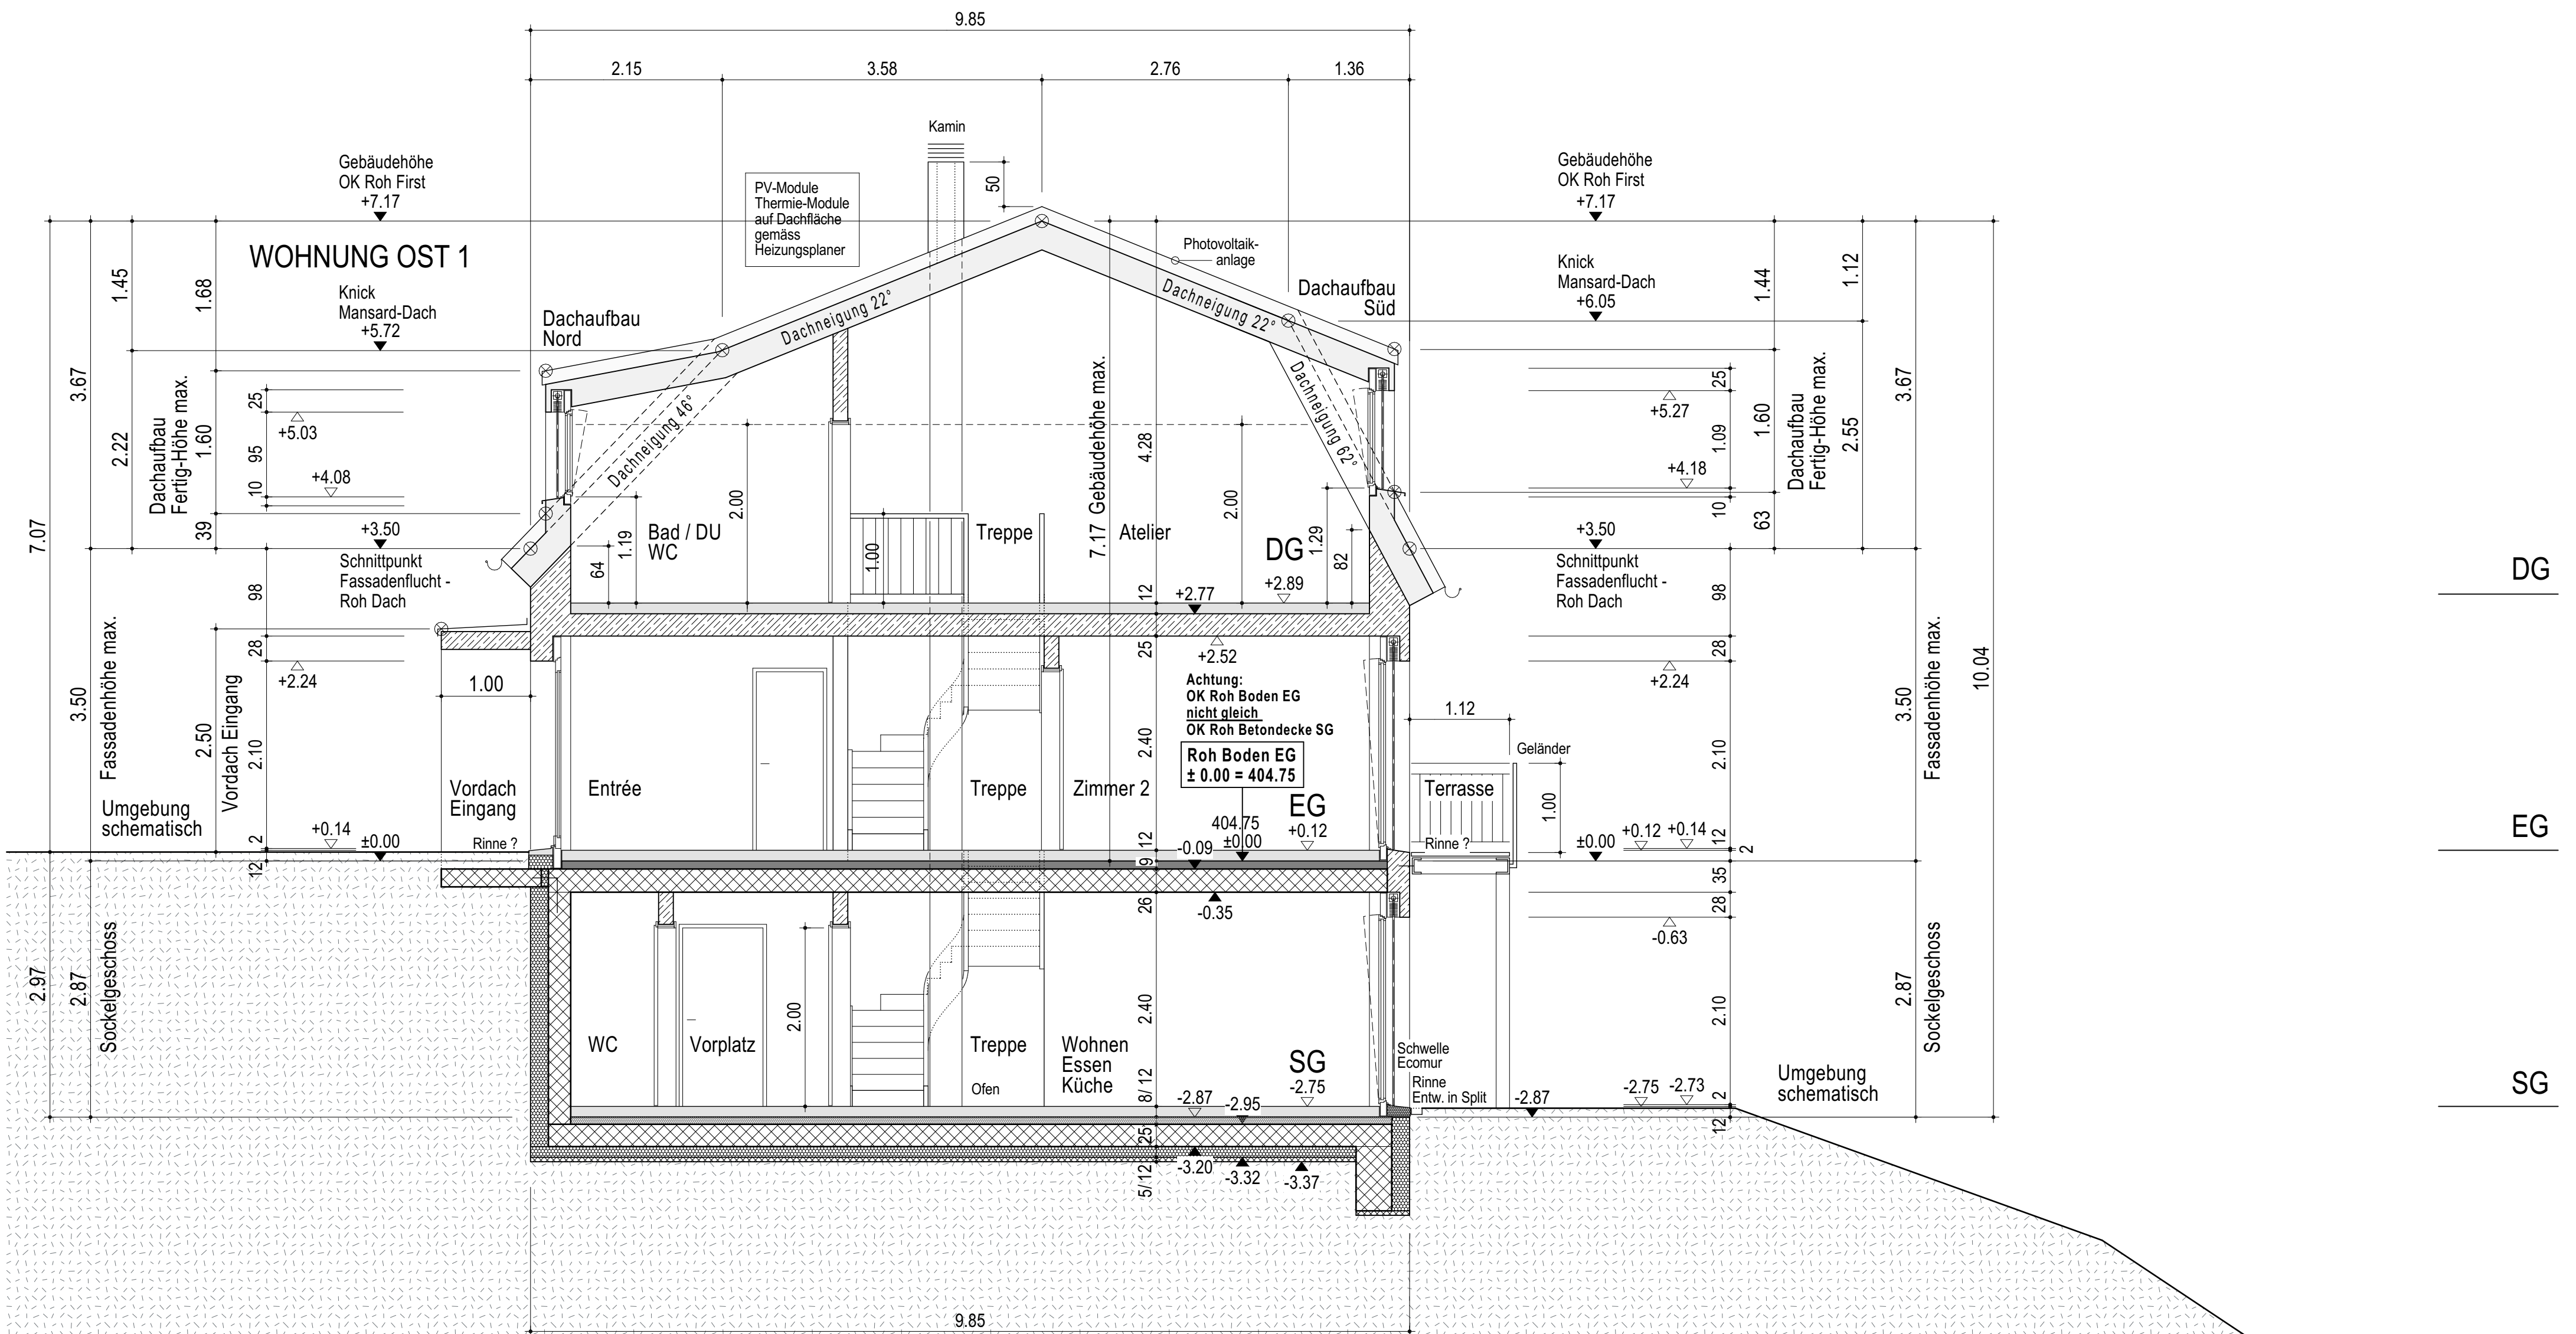 9.85
2.15
3.58
2.76
1.36
Kamin
50
PV-Module
Thermie-Module
auf Dachfläche
gemäss
Heizungsplaner
Photovoltaik-
anlage
Gebäudehöhe
OK Roh First
+7.17
WOHNUNG OST 1
Knick
Mansard-Dach
+5.72
Dachaufbau
Nord
Dachneigung 22°
Dachneigung 22°
Dachaufbau
Süd
Gebäudehöhe
OK Roh First
+7.17
Knick
Mansard-Dach
+6.05
1.45
1.68
3.67
2.22
Dachaufbau
Fertig-Höhe max.
1.60
25
95
10
39
+5.03
+4.08
+3.50
Schnittpunkt
Fassadenflucht -
Roh Dach
7.07
Dachneigung 46°
Dachneigung 62°
2.00
1.19
64
Bad / DU
WC
1.00
Treppe
7.17 Gebäudehöhe max.
4.28
Atelier
2.00
DG
+2.89
1.29
82
12
+2.77
1.44
1.12
25
+5.27
1.09
1.60
+4.18
10
63
Dachaufbau
Fertig-Höhe max.
2.55
3.67
+3.50
Schnittpunkt
Fassadenflucht -
Roh Dach
DG
98
28
+2.24
1.00
3.50
Fassadenhöhe max.
2.50
Vordach Eingang
2.10
Umgebung
schematisch
2
12
+0.14
±0.00
Vordach
Eingang
Rinne ?
Entrée
Treppe
Zimmer 2
25
+2.52
Achtung:
OK Roh Boden EG
nicht gleich
OK Roh Betondecke SG
Roh Boden EG
± 0.00 = 404.75
2.40
EG
+0.12
404.75
±0.00
12
9
-0.09
26
-0.35
98
28
+2.24
1.12
Geländer
Terrasse
1.00
Rinne ?
2.10
±0.00
+0.12
+0.14
12
2
35
28
-0.63
3.50
Fassadenhöhe max.
10.04
EG
2.97
2.87
Sockelgeschoss
WC
Vorplatz
2.00
Treppe
Ofen
Wohnen
Essen
Küche
2.40
SG
-2.75
8/ 12
-2.87
-2.95
25
5/ 12
-3.20
-3.32
-3.37
Schwelle
Ecomur
Rinne
Entw. in Split
-2.87
2.10
-2.75
-2.73
2
12
Umgebung
schematisch
2.87
Sockelgeschoss
SG
9.85